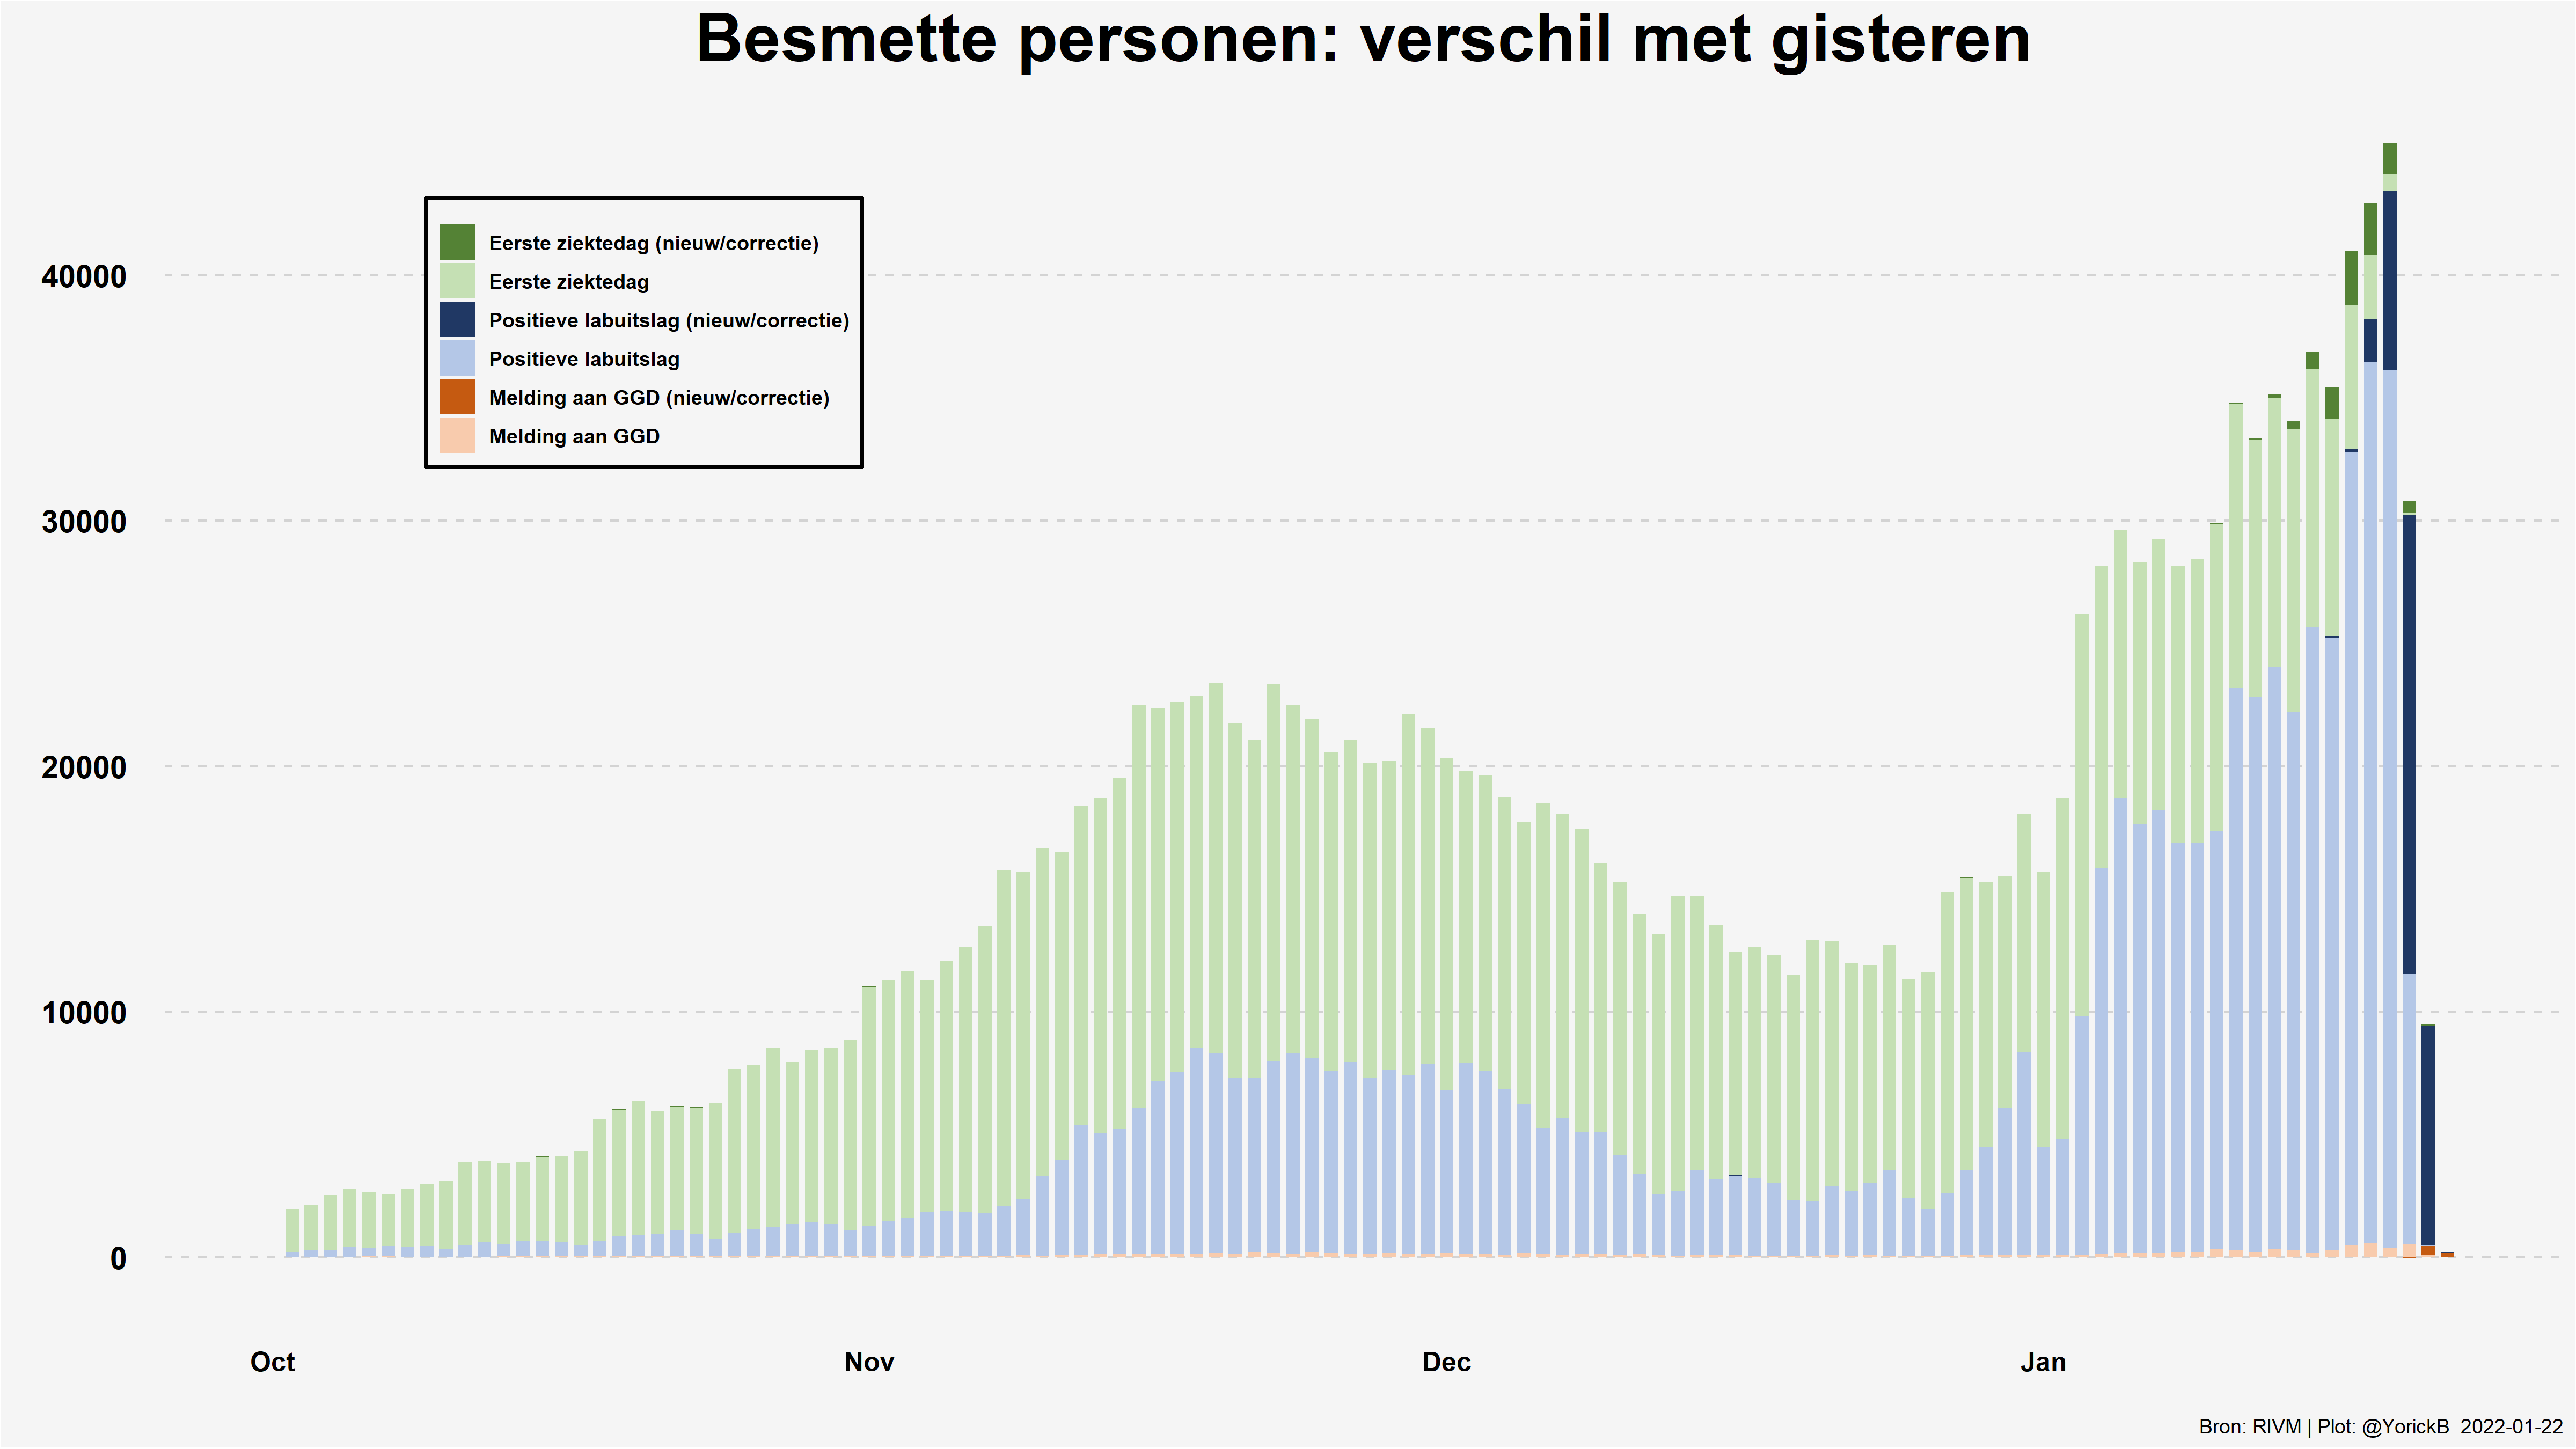 Besmette personen: verschil met gisteren
Eerste ziektedag (nieuw/correctie)
Eerste ziektedag
Positieve labuitslag (nieuw/correctie)
Positieve labuitslag
Melding aan GGD (nieuw/correctie)
Melding aan GGD
40000
30000
20000
10000
0
Oct Nov Dec Jan
Bron: RIVM | Plot: @YorickB 2022-01-22